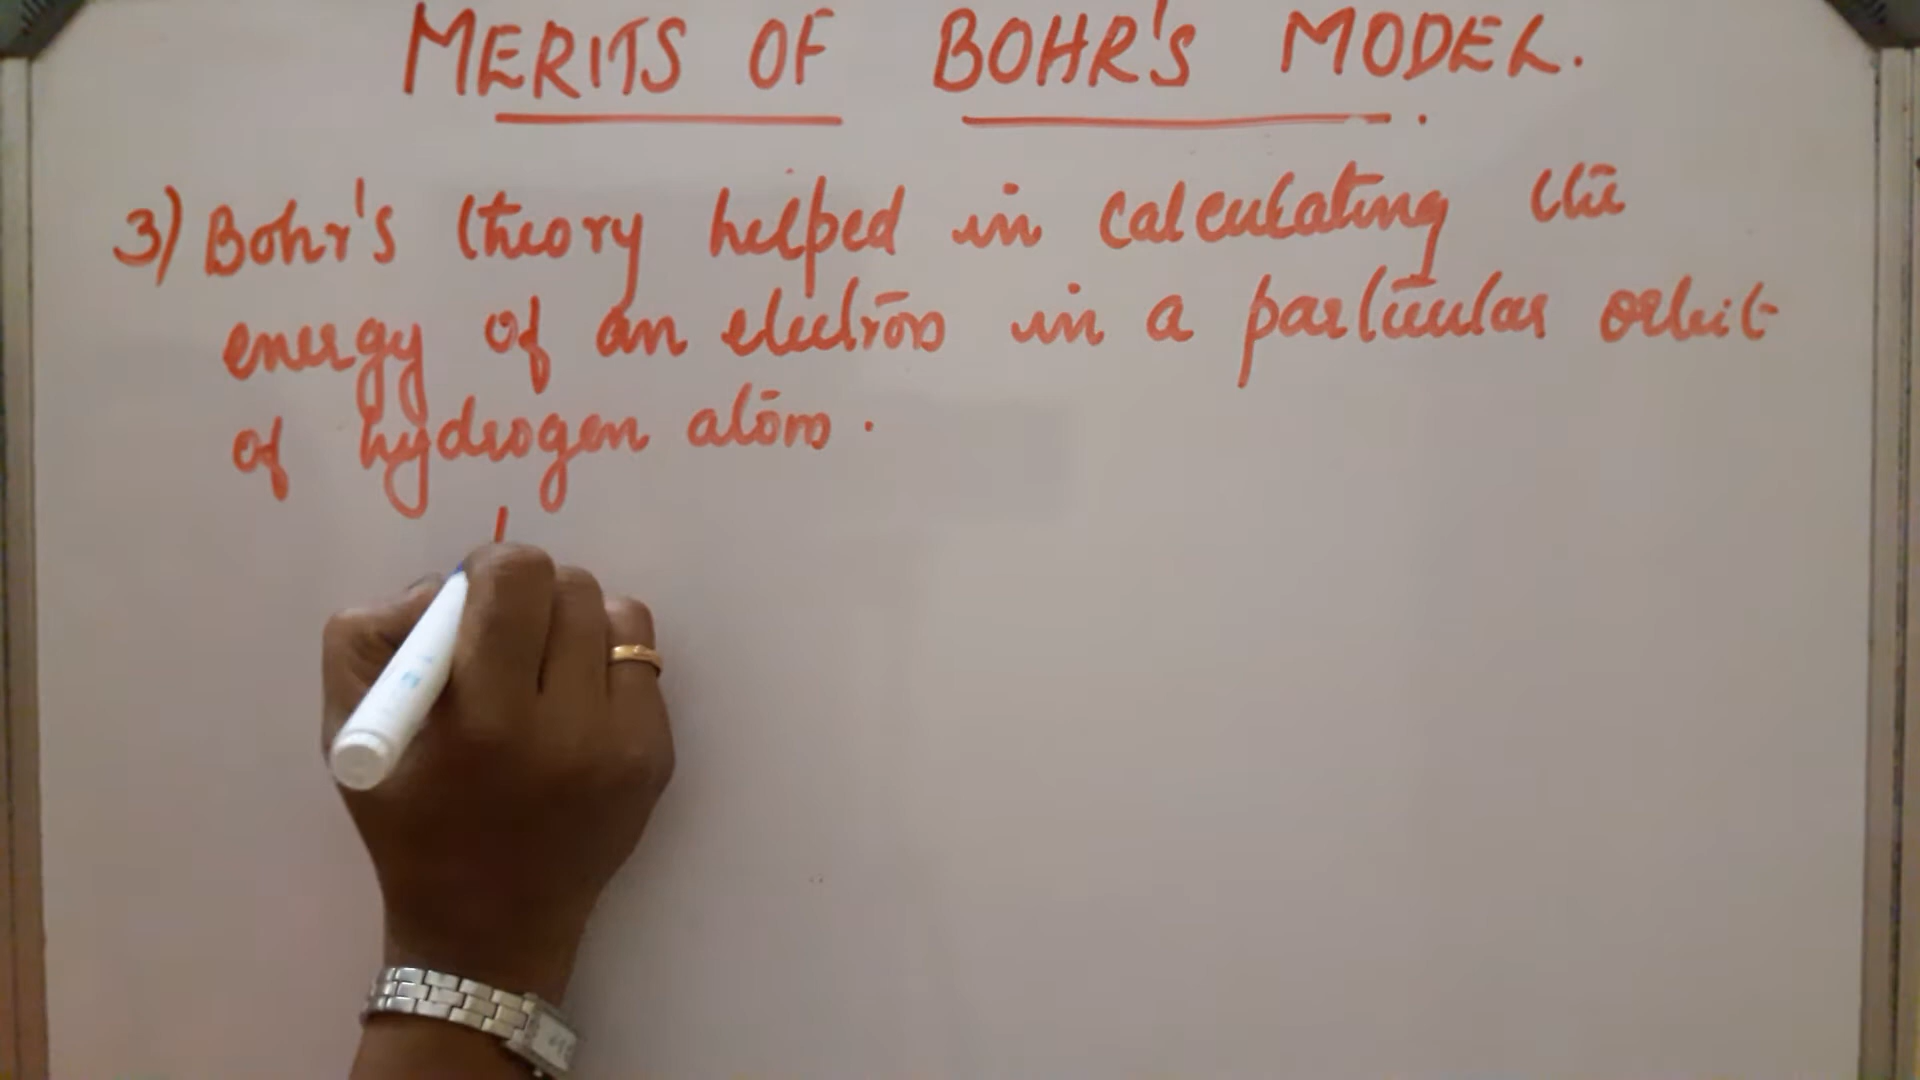 MERITS OF BOHR'S MODEL.
3) Bohr's theory helped in calculating the
energy of an electron in a particular orbit
of hydrogen atom.